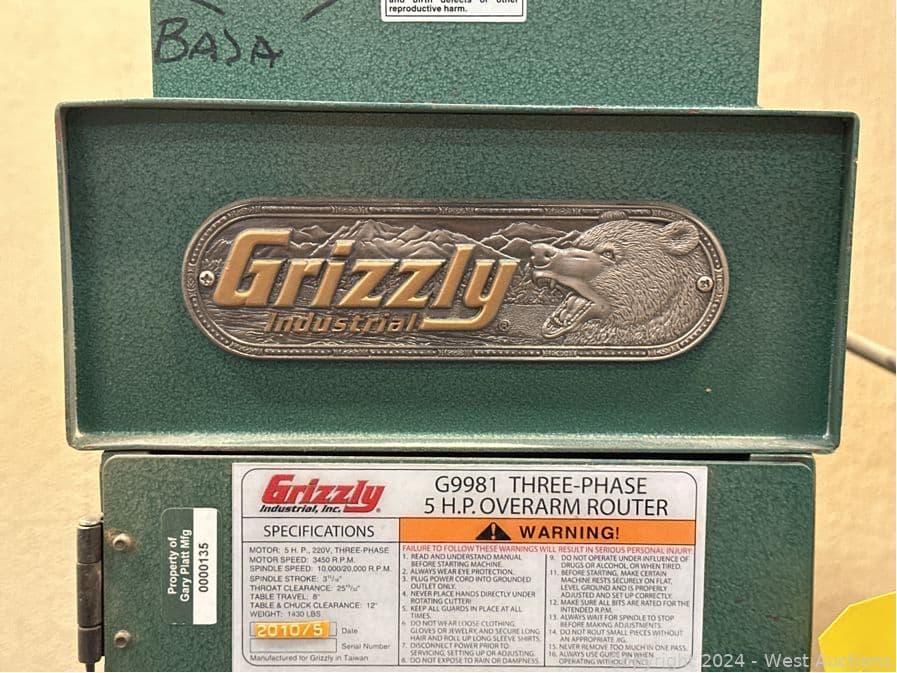 and birth defects or other
reproductive harm.
BAJA
Grizzly
Industrial ®
Grizzly
Industrial, Inc. ®
G9981 THREE-PHASE
5 H.P. OVERARM ROUTER
SPECIFICATIONS
MOTOR: 5 H. P., 220V, THREE-PHASE
MOTOR SPEED: 3450 R.P.M.
SPINDLE SPEED: 10,000/20,000 R.P.M.
SPINDLE STROKE:
THROAT CLEARANCE:
TABLE TRAVEL: 8"
TABLE & CHUCK CLEARANCE: 12"
WEIGHT: 1430 LBS
2010/5 Date
Serial Number
Manufactured for Grizzly in Taiwan
WARNING!
FAILURE TO FOLLOW THESE WARNINGS WILL RESULT IN SERIOUS PERSONAL INJURY
1. READ AND UNDERSTAND MANUAL
BEFORE STARTING MACHINE.
2. ALWAYS WEAR EYE PROTECTION.
3. PLUG POWER CORD INTO GROUNDED
OUTLET ONLY.
4. NEVER PLACE HANDS DIRECTLY UNDER
ROTATING CUTTER!
5. KEEP ALL GUARDS IN PLACE AT ALL
TIMES.
6. DO NOT WEAR LOOSE CLOTHING,
GLOVES OR JEWELRY, AND SECURE LONG
HAIR AND ROLL UP LONG SLEEVE SHIRTS.
7. DISCONNECT POWER PRIOR TO
SERVICING, SETTING UP OR ADJUSTING.
8. DO NOT EXPOSE TO RAIN OR DAMPNESS.
9. DO NOT OPERATE UNDER INFLUENCE OF
DRUGS OR ALCOHOL, OR WHEN TIRED.
11. BEFORE STARTING, MAKE CERTAIN
MACHINE RESTS SECURELY ON FLAT,
LEVEL GROUND AND IS PROPERLY
ADJUSTED AND SET UP CORRECTLY.
12. MAKE SURE ALL BITS ARE RATED FOR THE
INTENDED R.P.M.
13. ALWAYS WAIT FOR SPINDLE TO STOP
BEFORE MAKING ADJUSTMENTS.
14. DO NOT ROUT SMALL PIECES WITHOUT
AN APPROPRIATE JIG.
15. NEVER REMOVE TOO MUCH IN ONE PASS.
16. ALWAYS USE GUIDE PIN WHEN
OPERATING WITHOUT
Property of
Gary Platt Mfg
0000135
Copyright 2024 - West Auctions